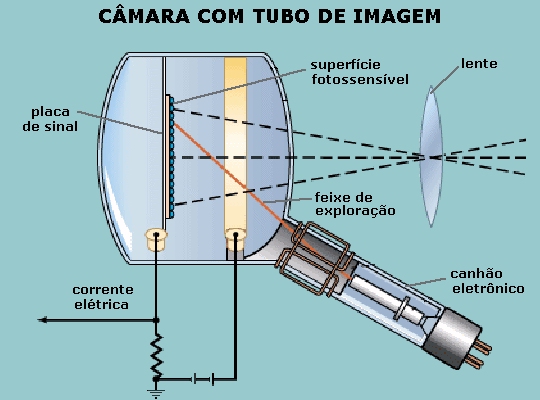 CÂMARA COM TUBO DE IMAGEM
superfície
fotossensível
lente
placa
de sinal
feixe de
exploração
canhão
eletrônico
corrente
elétrica